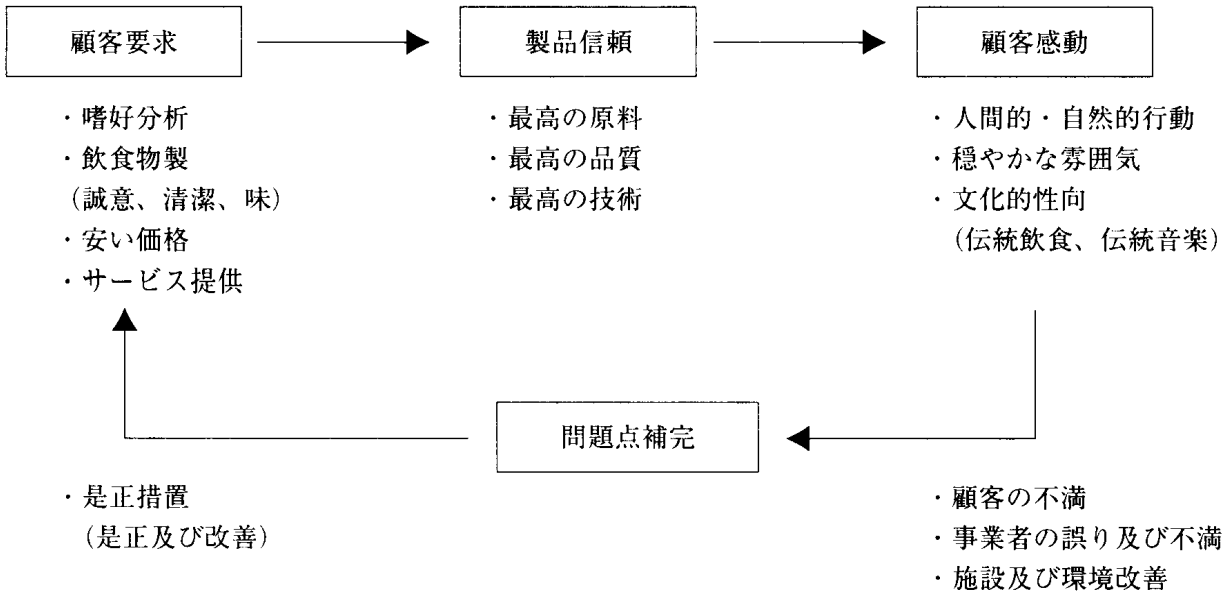 顧客要求
製品信頼
顧客感動
・嗜好分析
・飲食物製
（誠意、清潔、味）
・安い価格
・サービス提供
・最高の原料
・最高の品質
・最高の技術
・人間的・自然的行動
・穏やかな雰囲気
・文化的性向
（伝統飲食、伝統音楽）
問題点補完
・是正措置
（是正及び改善）
・顧客の不満
・事業者の誤り及び不満
・施設及び環境改善